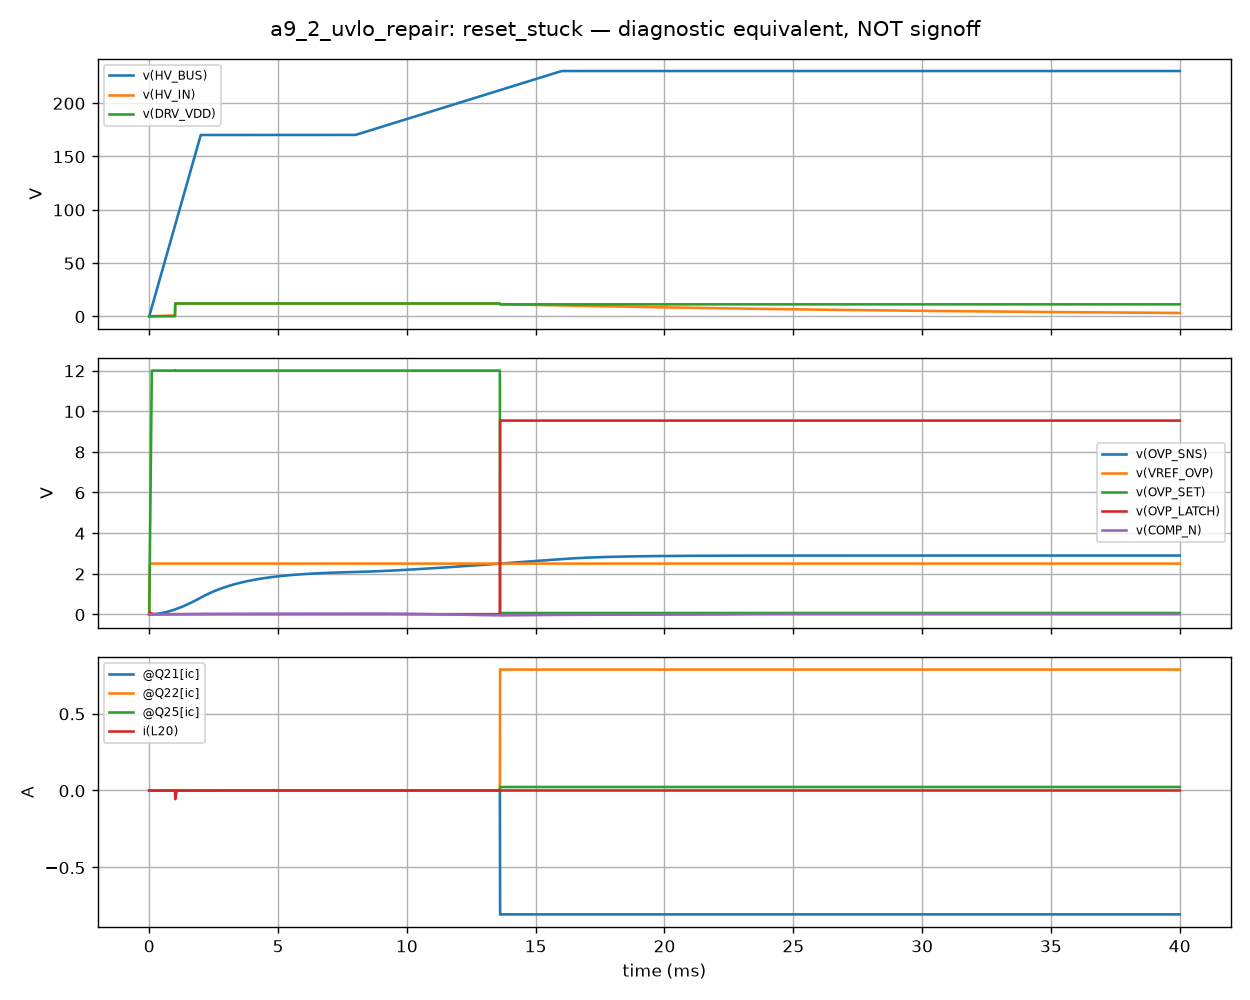 a9_2_uvlo_repair: reset_stuck — diagnostic equivalent, NOT signoff
v(HV_BUS)
v(HV_IN)
v(DRV_VDD)
200
150
100
50
0
V
12
10
8
6
4
2
0
V
v(OVP_SNS)
v(VREF_OVP)
v(OVP_SET)
v(OVP_LATCH)
v(COMP_N)
@Q21[ic]
@Q22[ic]
@Q25[ic]
i(L20)
0.5
0.0
−0.5
A
0 5 10 15 20 25 30 35 40
time (ms)